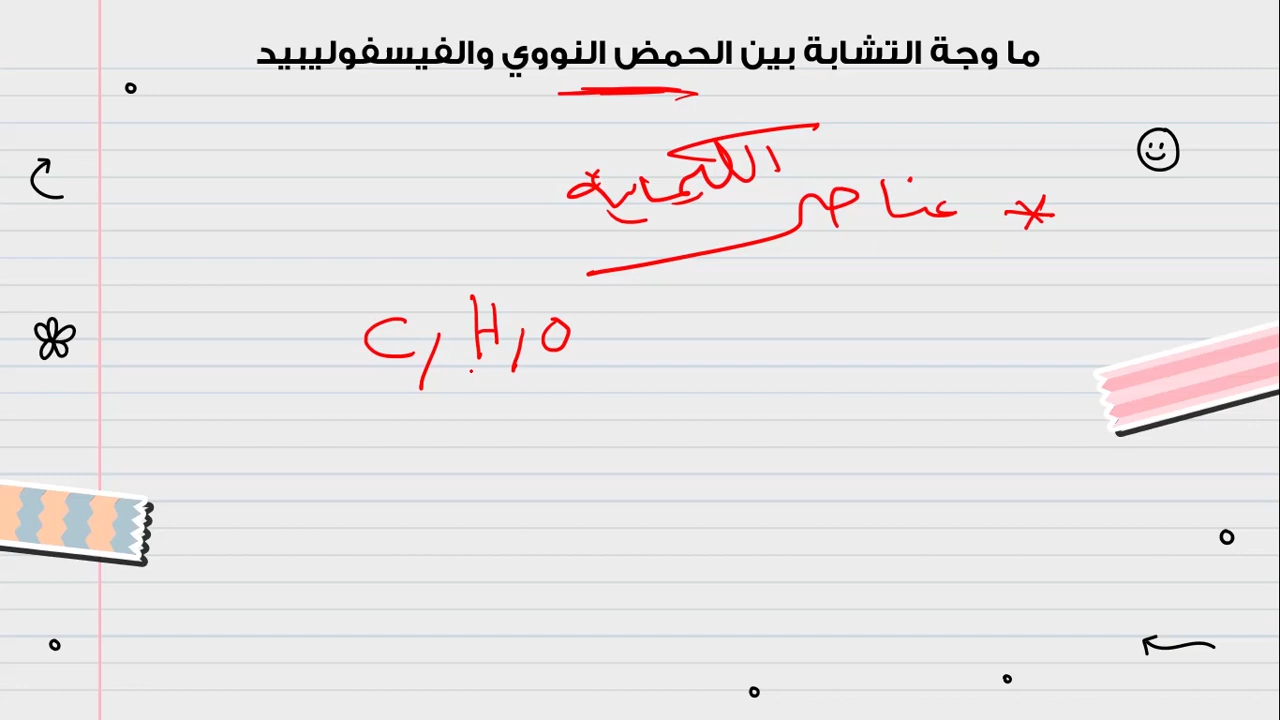 ما وجة التشابة بين الحمض النووي والفيسفوليبيد
* عناصر الكيميائية
C, H, O